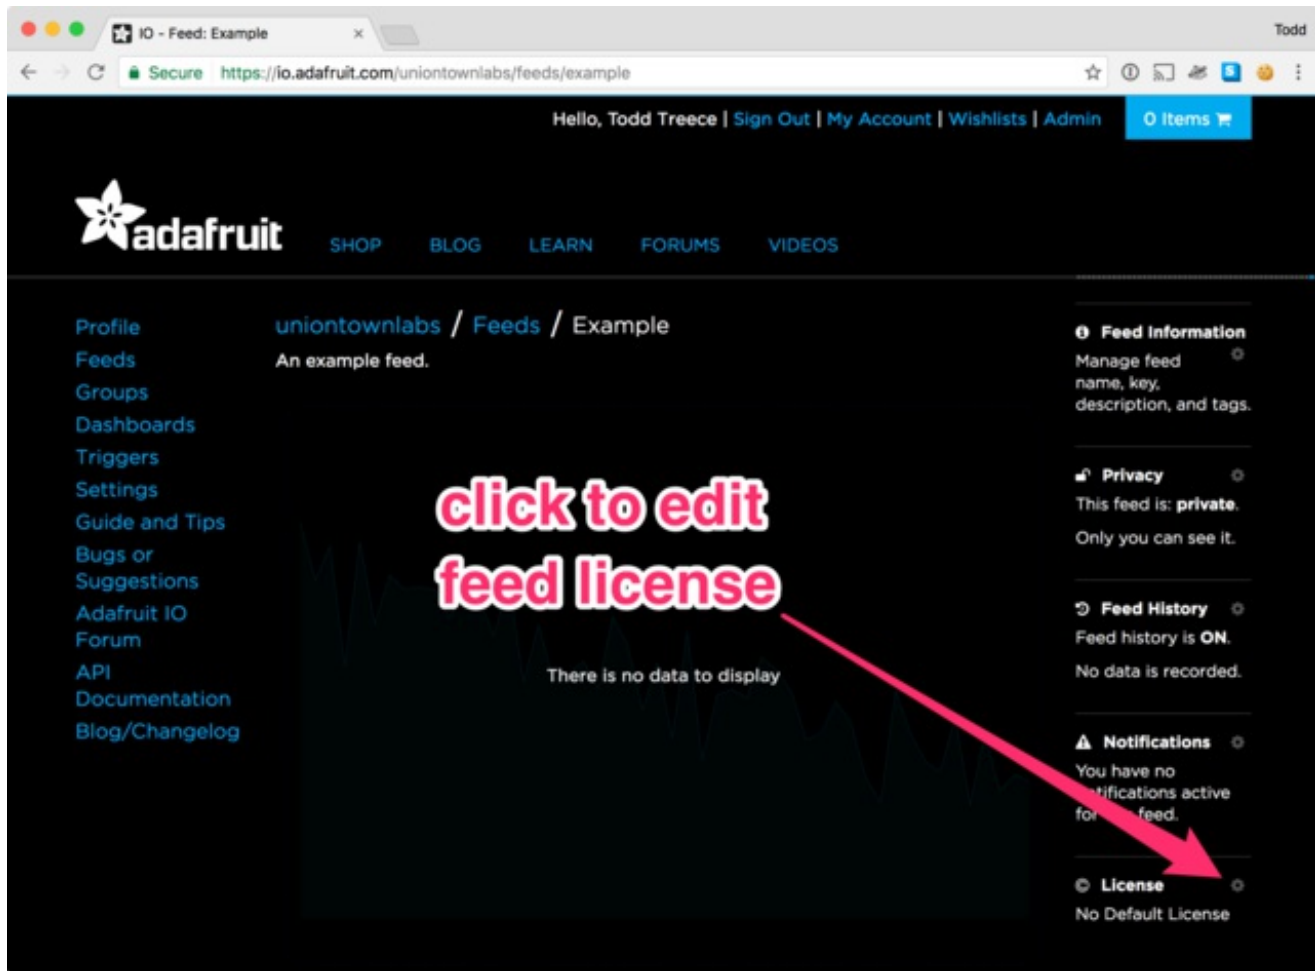 IO - Feed: Example
Todd
Secure https://io.adafruit.com/uniontownlabs/feeds/example
Hello, Todd Treece | Sign Out | My Account | Wishlists | Admin
0 Items
adafruit
SHOP BLOG LEARN FORUMS VIDEOS
Profile
Feeds
Groups
Dashboards
Triggers
Settings
Guide and Tips
Bugs or
Suggestions
Adafruit IO
Forum
API
Documentation
Blog/Changelog
uniontownlabs / Feeds / Example
An example feed.
click to edit
feed license
There is no data to display
Feed Information
Manage feed
name, key,
description, and tags.
Privacy
This feed is: private.
Only you can see it.
Feed History
Feed history is ON.
No data is recorded.
Notifications
You have no
notifications active
for feed.
License
No Default License